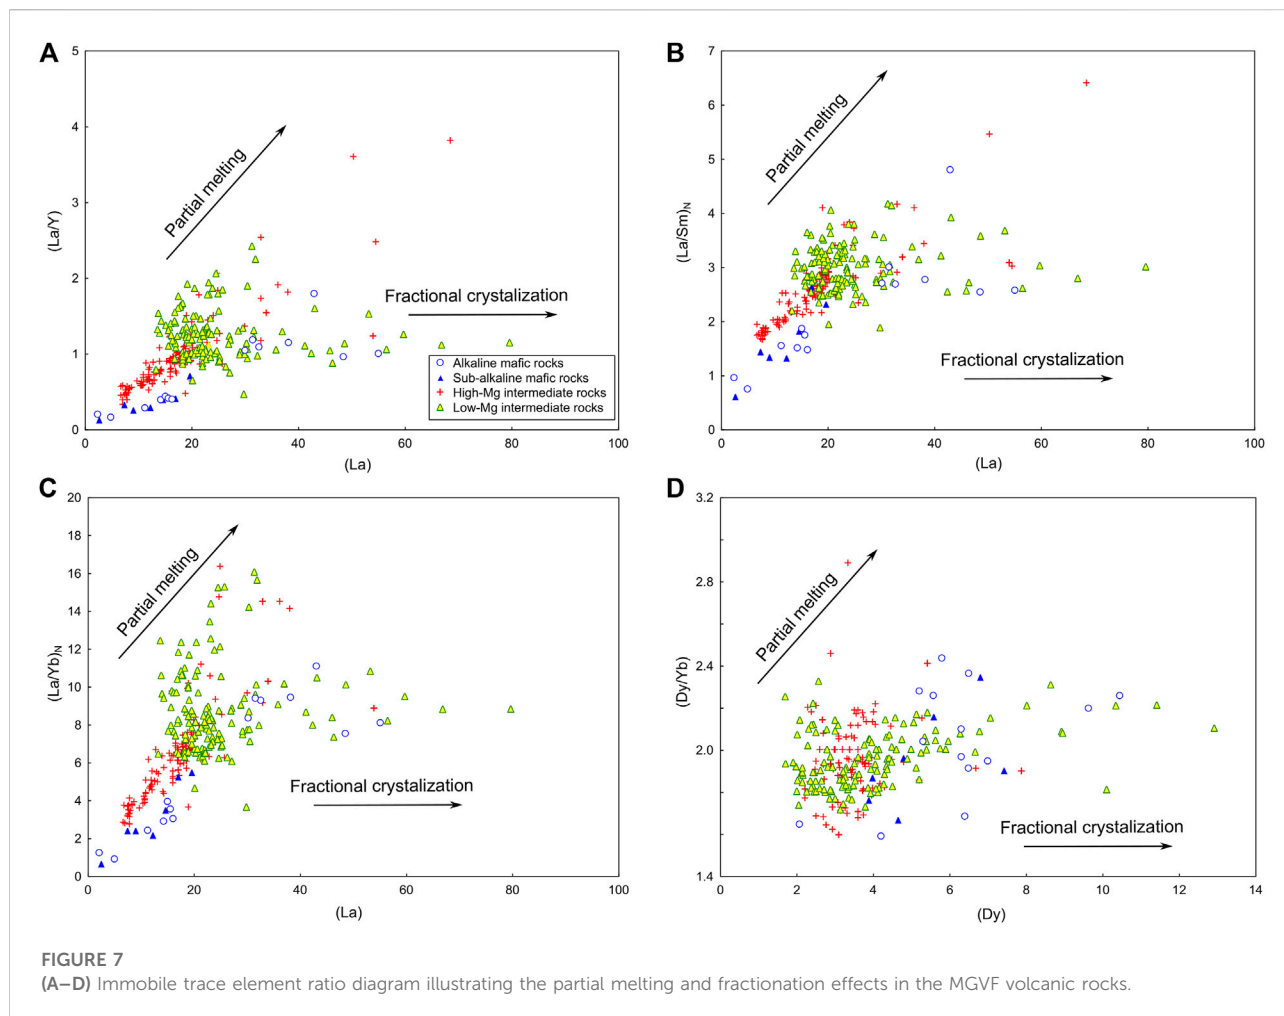 A
5
4
3
2
1
0
(La/Y)
Partial melting
Fractional crystalization
Alkaline mafic rocks
Sub-alkaline mafic rocks
High-Mg intermediate rocks
Low-Mg intermediate rocks
0 20 40 60 80 100
(La)
B
7
6
5
4
3
2
1
0
(La/Sm)N
Partial melting
Fractional crystalization
0 20 40 60 80 100
(La)
C
20
18
16
14
12
10
8
6
4
2
0
(La/Yb)N
Partial melting
Fractional crystalization
0 20 40 60 80 100
(La)
D
3.2
2.8
2.4
2.0
1.4
(Dy/Yb)
Partial melting
Fractional crystalization
0 2 4 6 8 10 12 14
(Dy)
FIGURE 7
(A–D) Immobile trace element ratio diagram illustrating the partial melting and fractionation effects in the MGVF volcanic rocks.